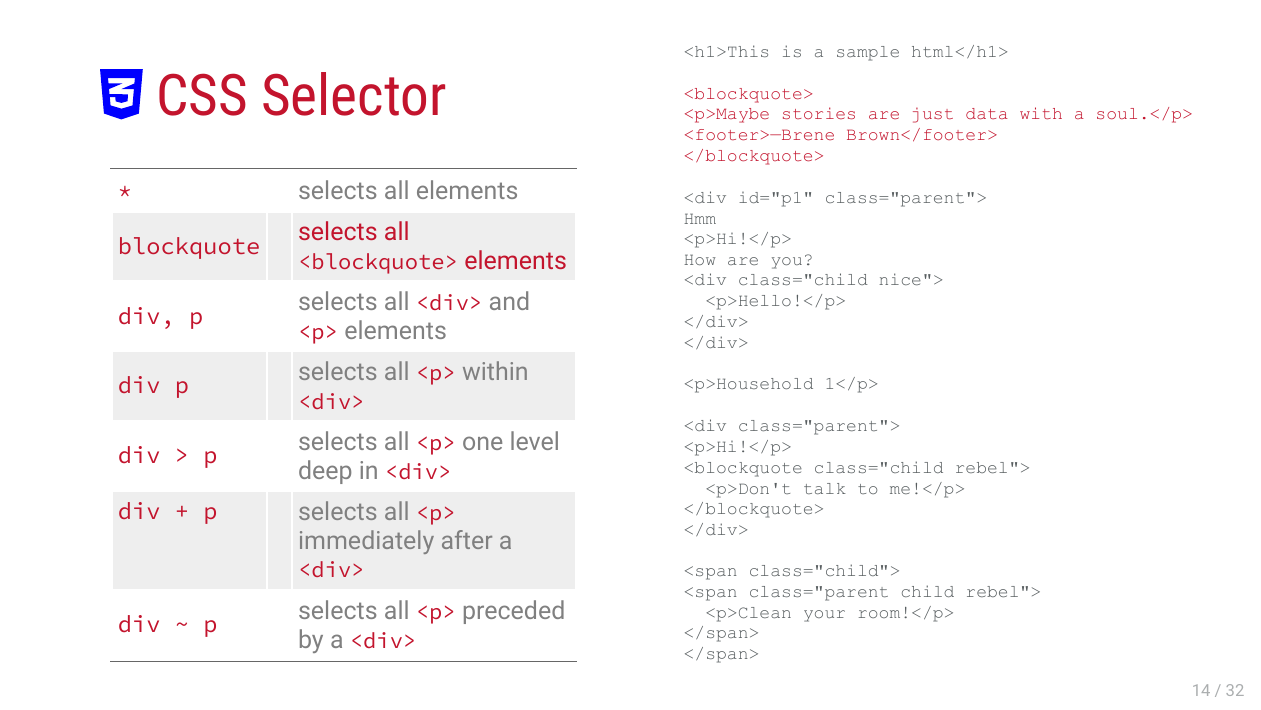 CSS Selector
* selects all elements
blockquote selects all
<blockquote> elements
div, p selects all <div> and
<p> elements
div p selects all <p> within
<div>
div > p selects all <p> one level
deep in <div>
div + p selects all <p>
immediately after a
<div>
div ~ p selects all <p> preceded
by a <div>
<h1>This is a sample html</h1>
<blockquote>
<p>Maybe stories are just data with a soul.</p>
<footer>—Brene Brown</footer>
</blockquote>
<div id="p1" class="parent">
Hmm
<p>Hi!</p>
How are you?
<div class="child nice">
<p>Hello!</p>
</div>
</div>
<p>Household 1</p>
<div class="parent">
<p>Hi!</p>
<blockquote class="child rebel">
<p>Don't talk to me!</p>
</blockquote>
</div>
<span class="child">
<span class="parent child rebel">
<p>Clean your room!</p>
</span>
</span>
14 / 32